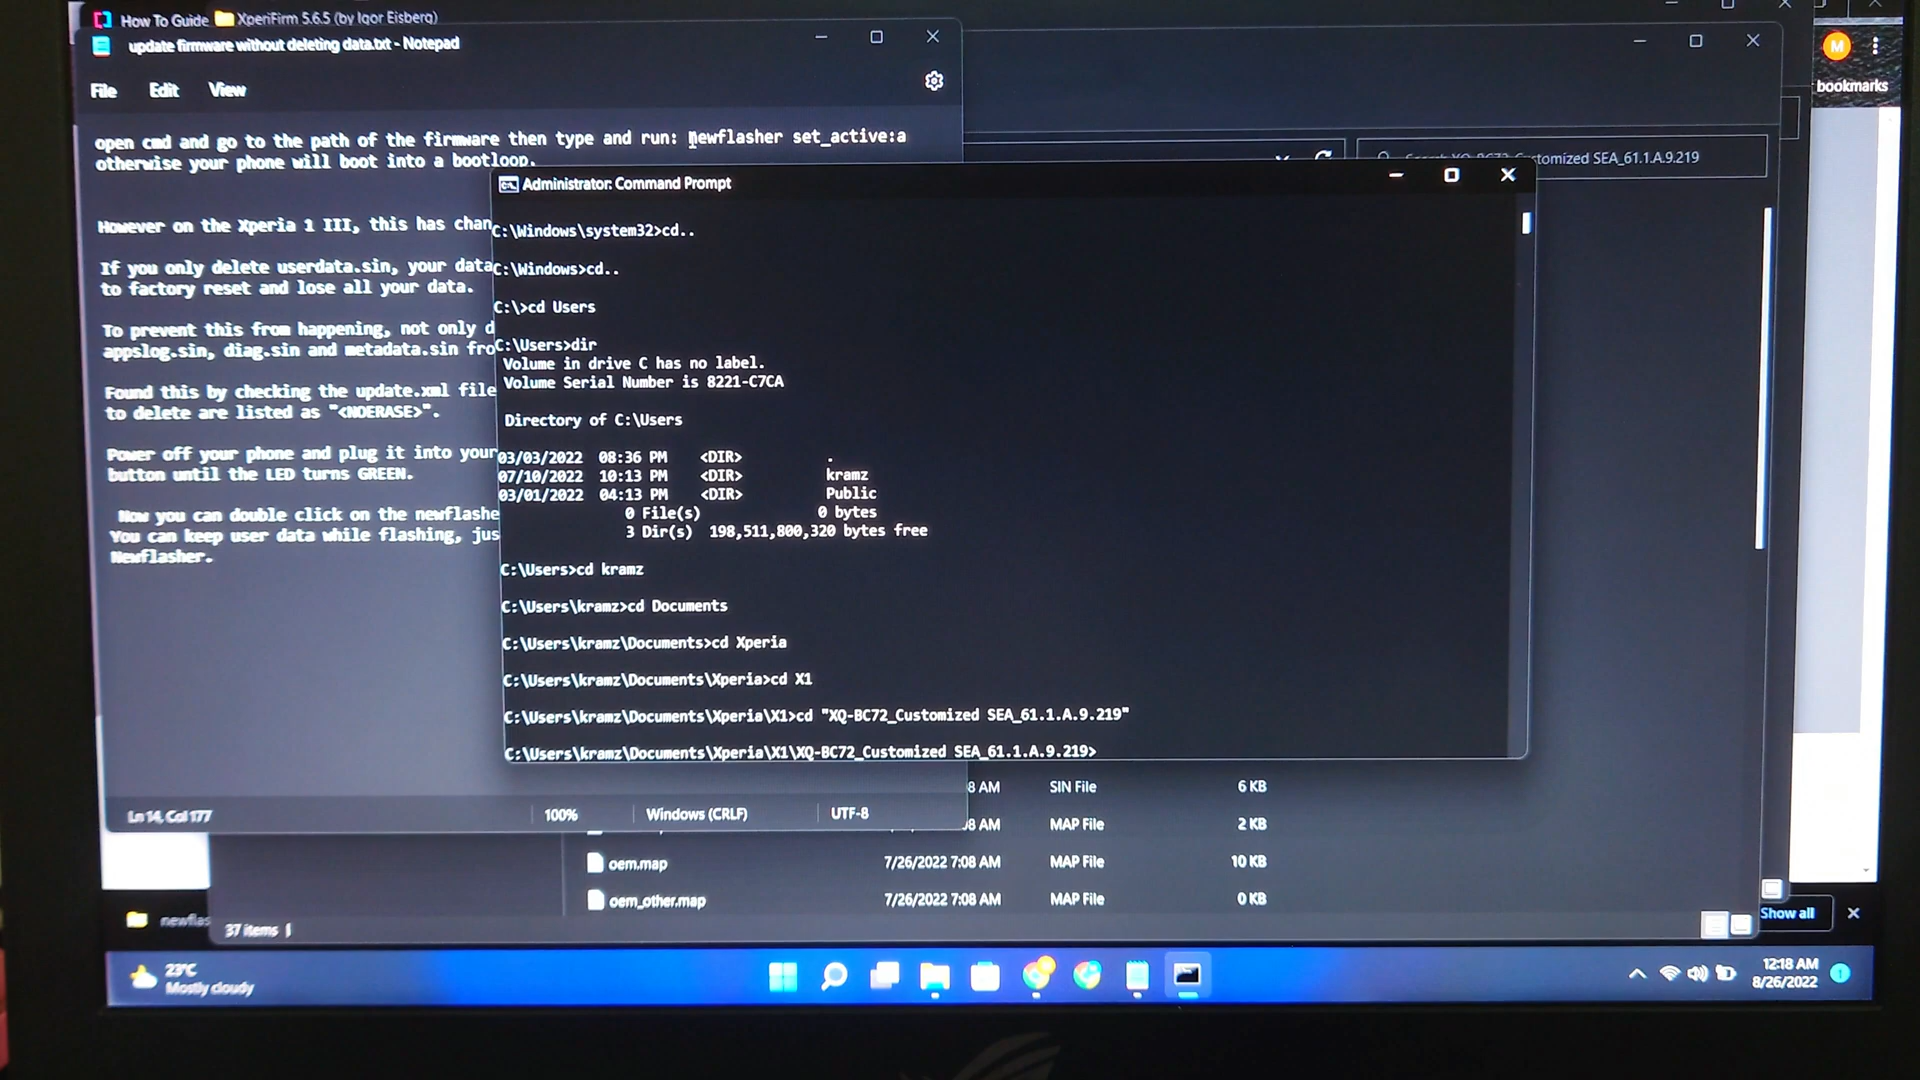 How To Guide XperiFirm 5.6.5 (by Igor Eisberg)
update firmware without deleting data.txt - Notepad
File Edit View
open cmd and go to the path of the firmware then type and run: newflasher set_active:a
otherwise your phone will boot into a bootloop.
However on the Xperia 1 III, this has chan
If you only delete userdata.sin, your data
to factory reset and lose all your data.
To prevent this from happening, not only d
appslog.sin, diag.sin and metadata.sin fro
Found this by checking the update.xml file
to delete are listed as "<NOERASE>".
Power off your phone and plug it into your
button until the LED turns GREEN.
Now you can double click on the newflashe
You can keep user data while flashing, jus
Newflasher.
Ln 14, Col 177 100% Windows (CRLF) UTF-8
M
bookmarks
Search XQ-BC72_Customized SEA_61.1.A.9.219
Administrator: Command Prompt
C:\Windows\system32>cd..
C:\Windows>cd..
C:\>cd Users
C:\Users>dir
Volume in drive C has no label.
Volume Serial Number is 8221-C7CA
Directory of C:\Users
03/03/2022 08:36 PM <DIR> .
07/10/2022 10:13 PM <DIR> kramz
03/01/2022 04:13 PM <DIR> Public
0 File(s) 0 bytes
3 Dir(s) 198,511,800,320 bytes free
C:\Users>cd kramz
C:\Users\kramz>cd Documents
C:\Users\kramz\Documents>cd Xperia
C:\Users\kramz\Documents\Xperia>cd X1
C:\Users\kramz\Documents\Xperia\X1>cd "XQ-BC72_Customized SEA_61.1.A.9.219"
C:\Users\kramz\Documents\Xperia\X1\XQ-BC72_Customized SEA_61.1.A.9.219>
8 AM SIN File 6 KB
8 AM MAP File 2 KB
oem.map 7/26/2022 7:08 AM MAP File 10 KB
oem_other.map 7/26/2022 7:08 AM MAP File 0 KB
newflas
37 items
Show all
23°C
Mostly cloudy
12:18 AM
8/26/2022
1